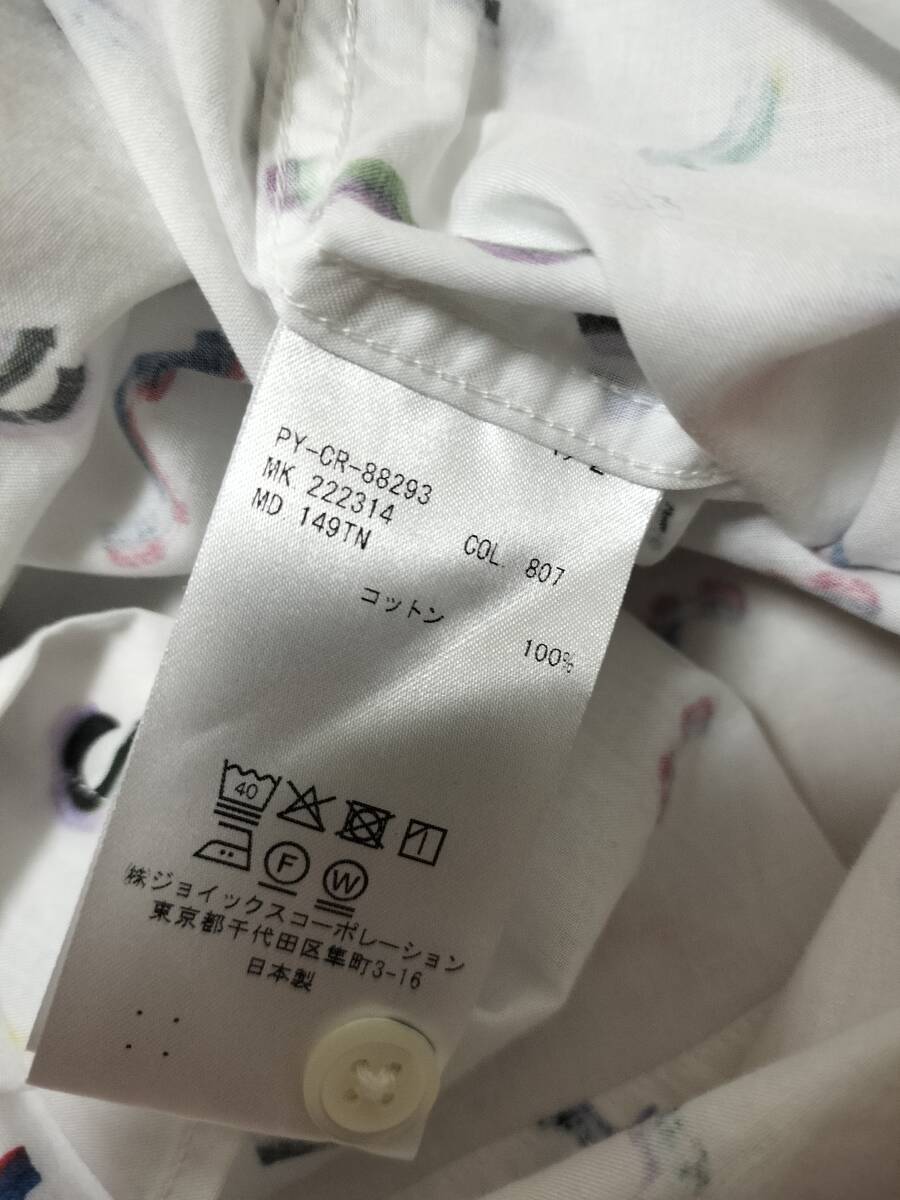 PY-CR-88293
MK. 222314
MD. 149TN
COL. 807
コットン
100%
40
F
W
(株)ジョイックスコーポレーション
東京都千代田区隼町3-16
日本製